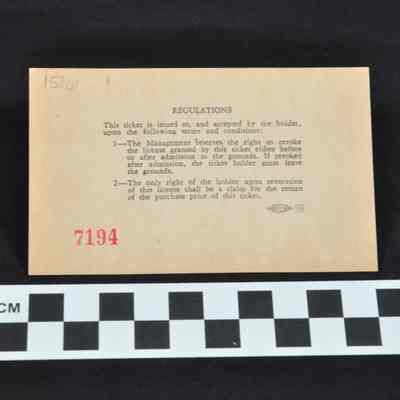 REGULATIONS
This ticket is issued to, and accepted by the holder,
upon the following terms and conditions:
1—The Management reserves the right to revoke
the license granted by this ticket either before
or after admission to the grounds. If revoked
after admission, the ticket holder must leave
the grounds.
2—The only right of the holder upon revocation
of this license shall be a claim for the return
of the purchase price of this ticket.
7194
CM